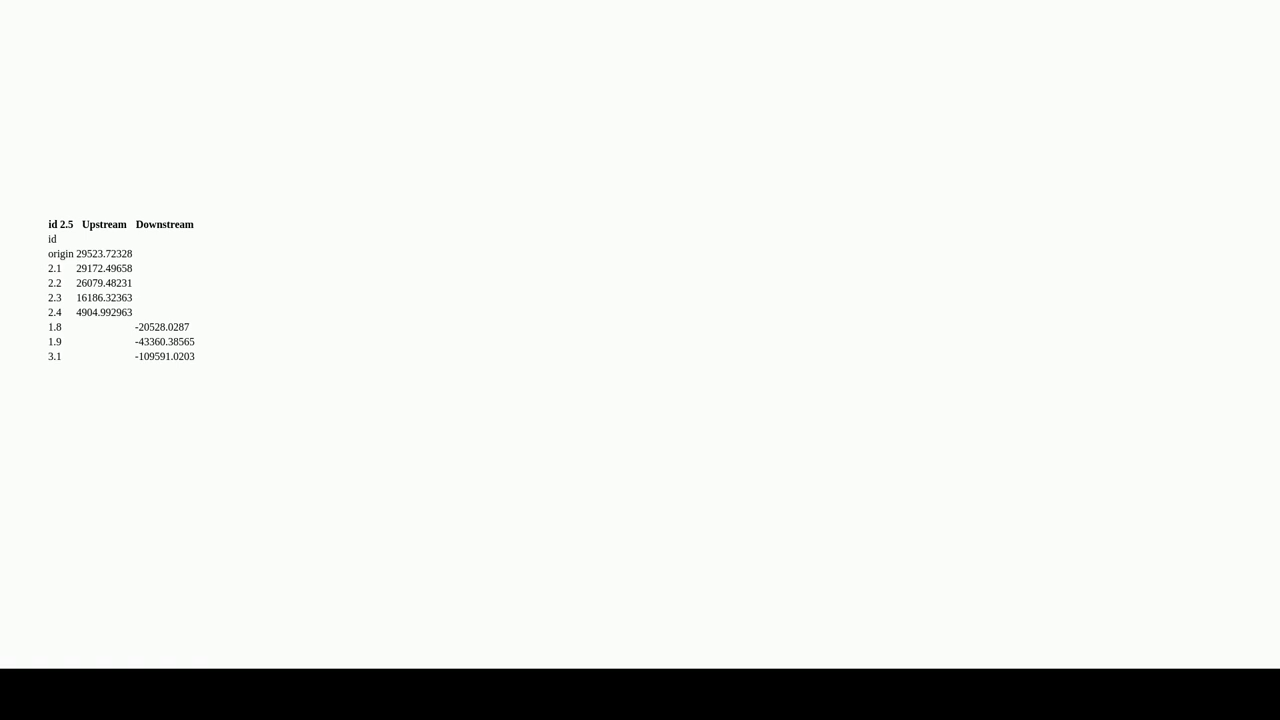 id 2.5 Upstream Downstream
id
origin 29523.72328
2.1 29172.49658
2.2 26079.48231
2.3 16186.32363
2.4 4904.992963
1.8 -20528.0287
1.9 -43360.38565
3.1 -109591.0203